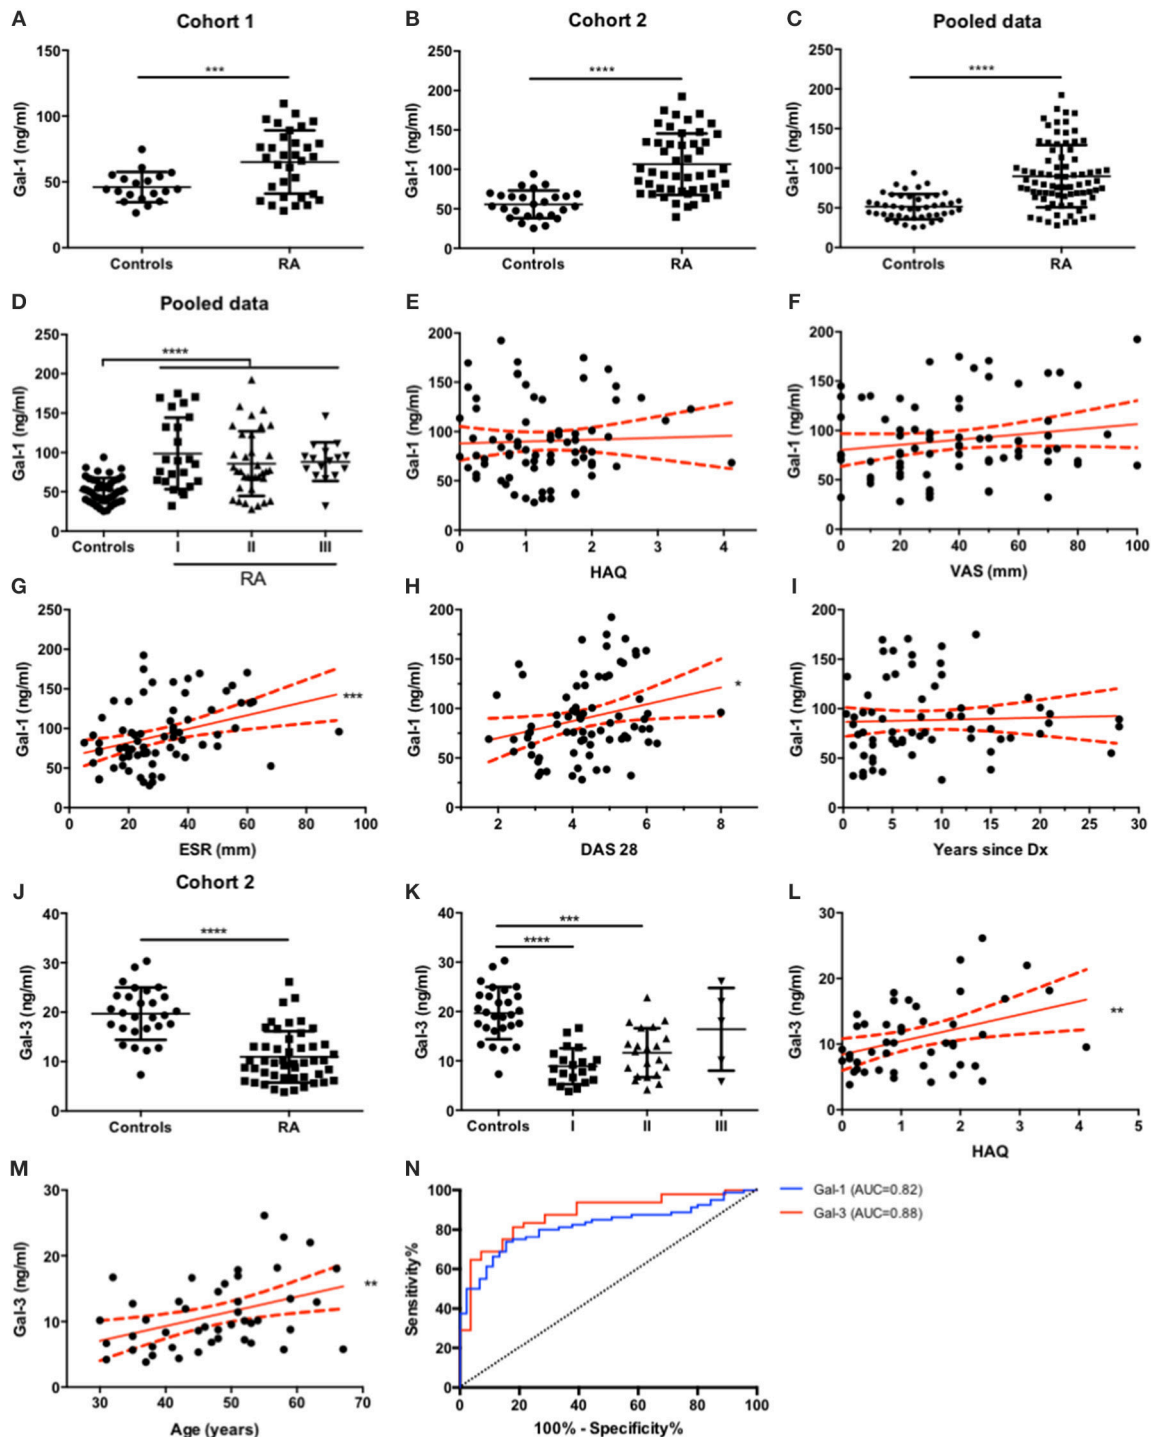 A Cohort 1
150
100
50
0
Gal-1 (ng/ml)
***
Controls RA
B Cohort 2
250
200
150
100
50
0
Gal-1 (ng/ml)
****
Controls RA
C Pooled data
250
200
150
100
50
0
Gal-1 (ng/ml)
****
Controls RA
D Pooled data
250
200
150
100
50
0
Gal-1 (ng/ml)
****
Controls I II III
RA
E
200
150
100
50
0
Gal-1 (ng/ml)
0 1 2 3 4
HAQ
F
200
150
100
50
0
Gal-1 (ng/ml)
0 20 40 60 80 100
VAS (mm)
G
250
200
150
100
50
0
Gal-1 (ng/ml)
***
0 20 40 60 80 100
ESR (mm)
H
200
150
100
50
0
Gal-1 (ng/ml)
*
2 4 6 8
DAS 28
I
200
150
100
50
0
Gal-1 (ng/ml)
0 5 10 15 20 25 30
Years since Dx
J Cohort 2
40
30
20
10
0
Gal-3 (ng/ml)
****
Controls RA
K
40
30
20
10
0
Gal-3 (ng/ml)
***
****
Controls I II III
L
30
20
10
0
Gal-3 (ng/ml)
**
0 1 2 3 4 5
HAQ
M
30
20
10
0
Gal-3 (ng/ml)
**
30 40 50 60 70
Age (years)
N
100
80
60
40
20
0
Sensitivity%
0 20 40 60 80 100
100% - Specificity%
Gal-1 (AUC=0.82)
Gal-3 (AUC=0.88)